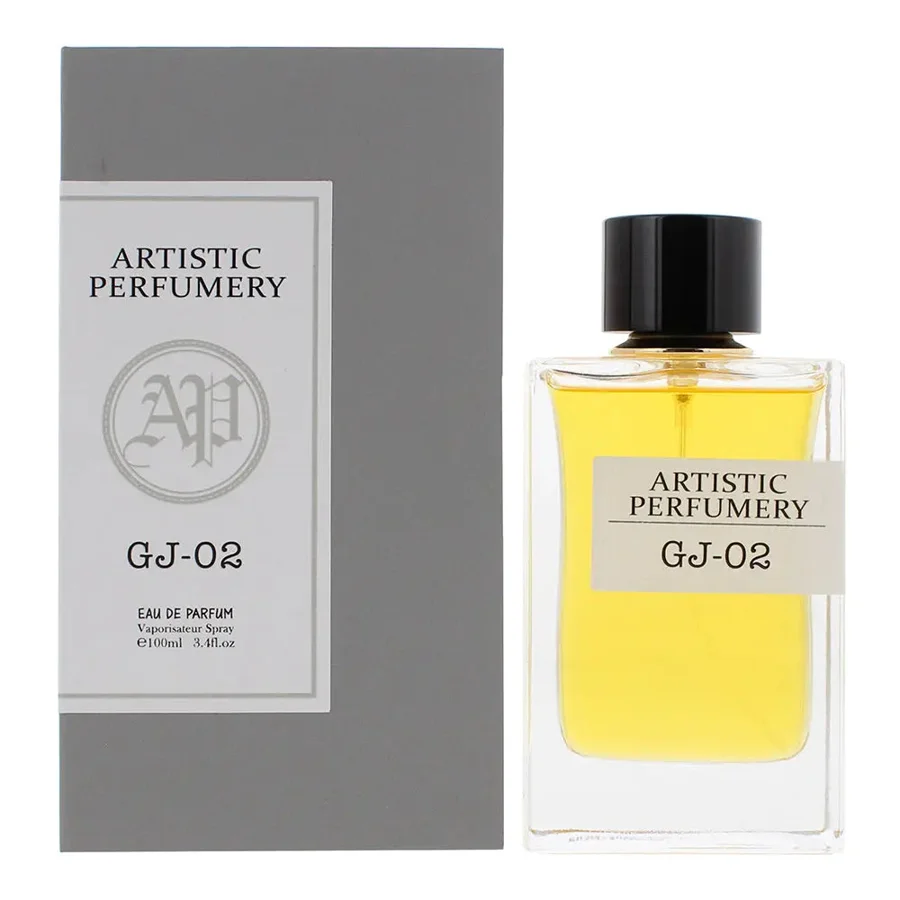 ARTISTIC
PERFUMERY
AP
GJ-02
EAU DE PARFUM
Vaporisateur Spray
℮100ml 3.4fl.oz
ARTISTIC
PERFUMERY
GJ-02